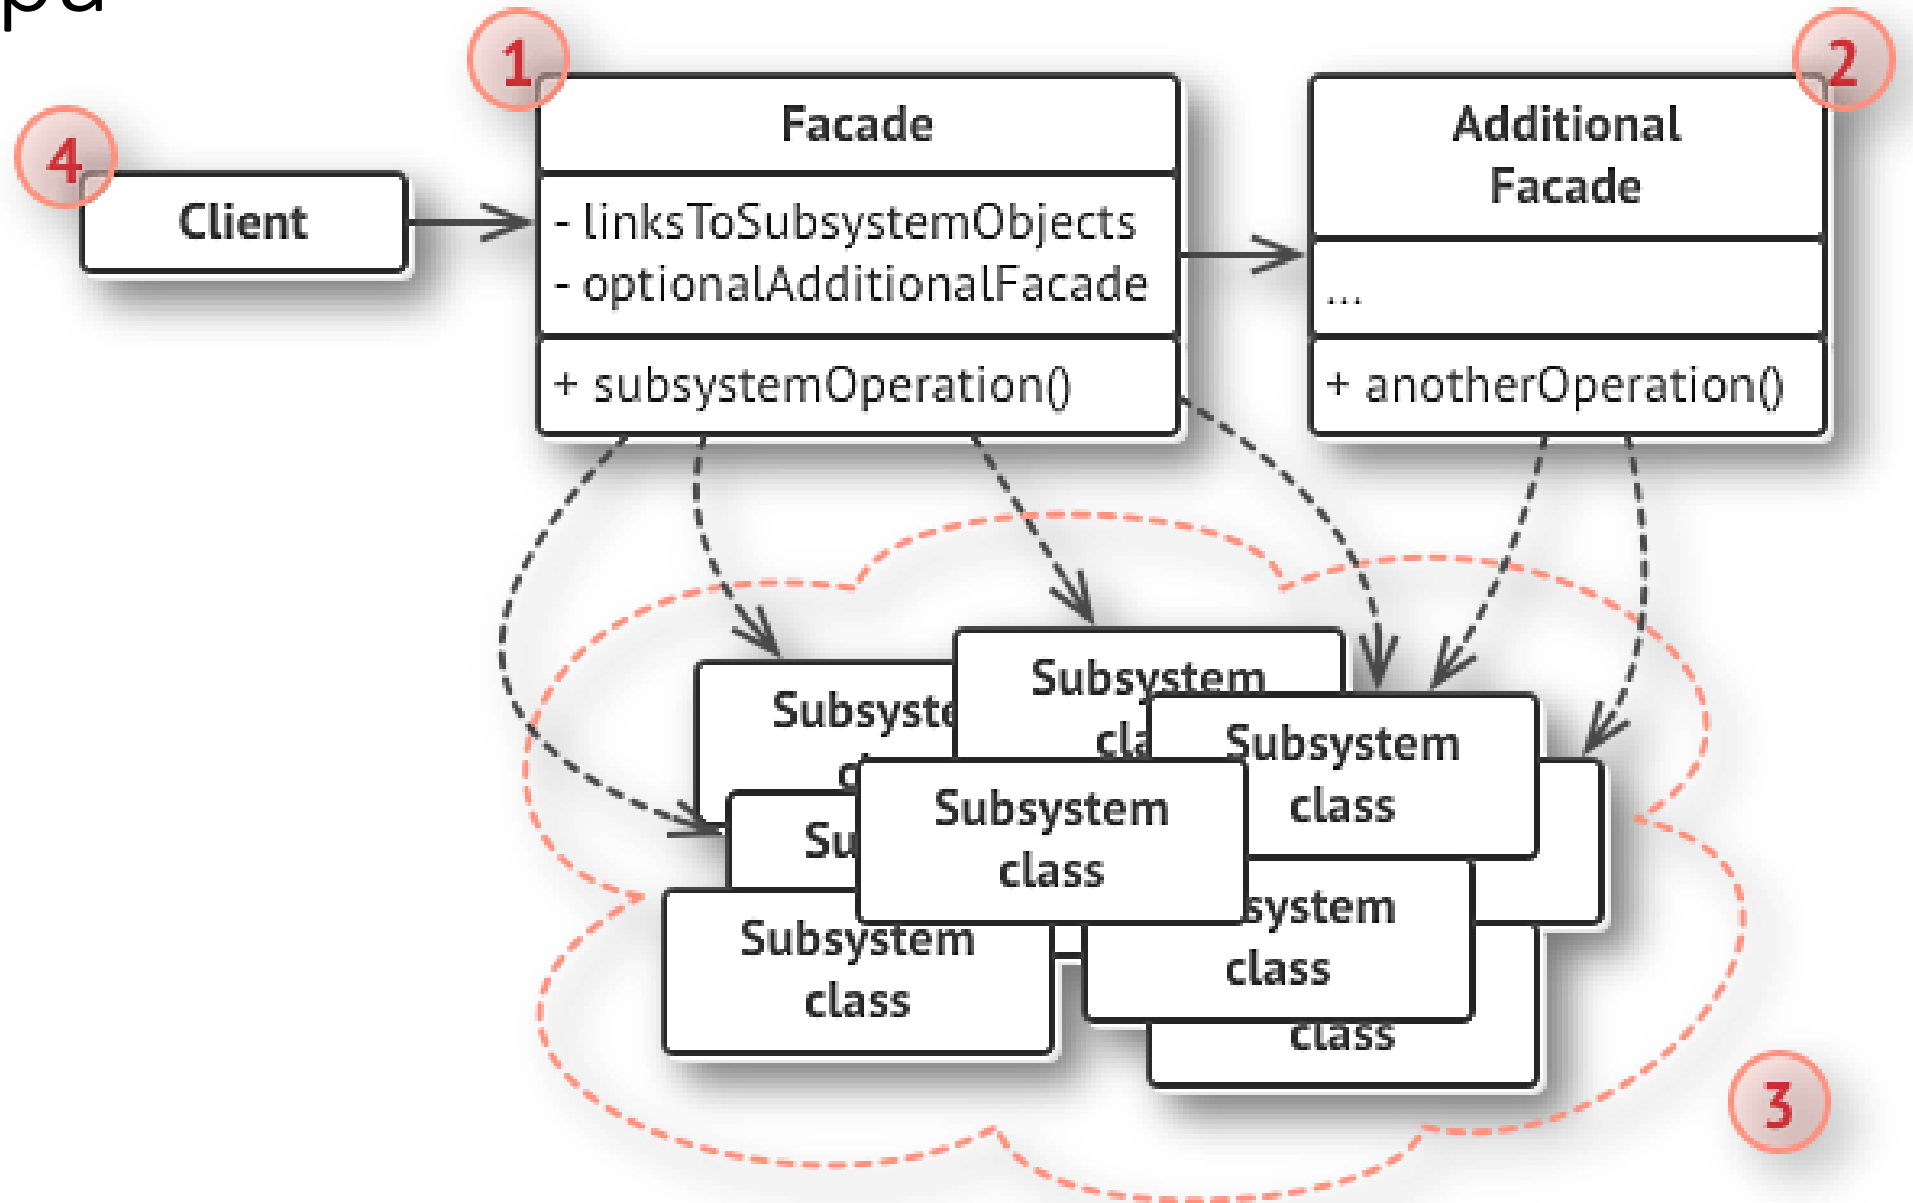 1
2
Facade
Additional
Facade
4
Client
- linksToSubsystemObjects
- optionalAdditionalFacade
...
+ subsystemOperation()
+ anotherOperation()
Subsystem
class
Subsystem
class
Subsystem
class
Subsystem
class
class
class
3